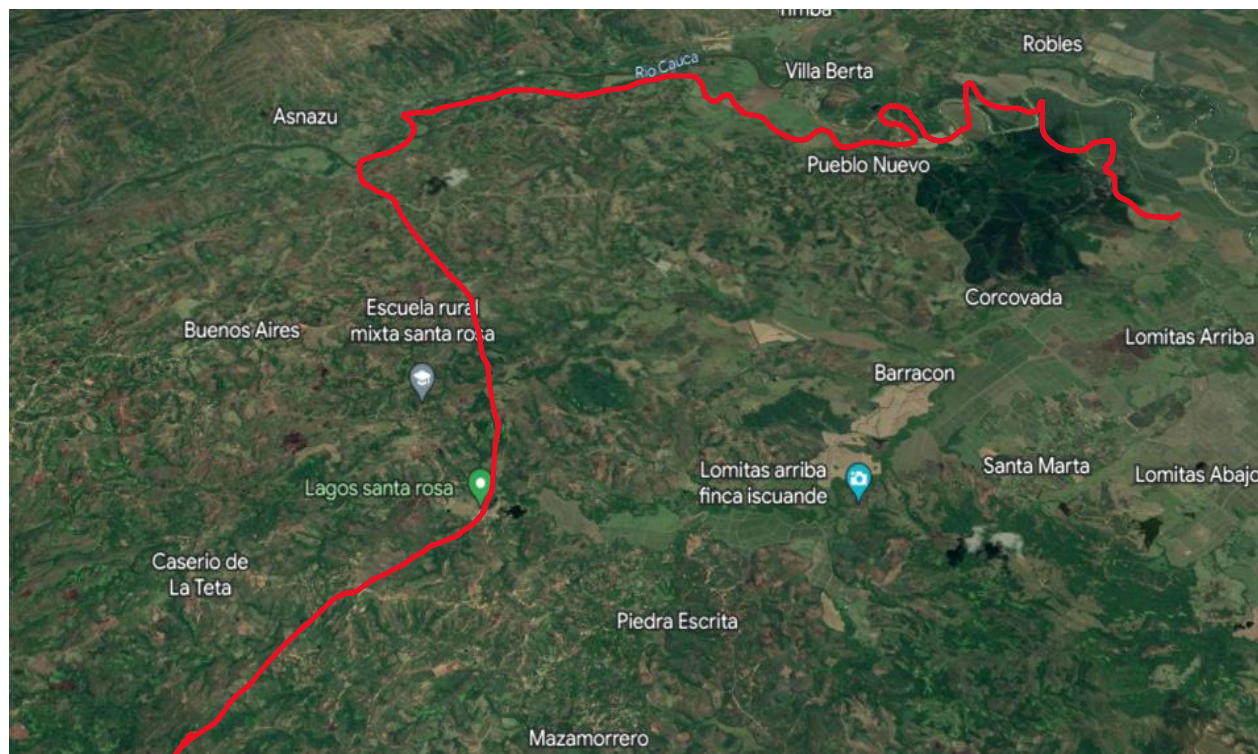 Timba
Robles
Rio Cauca
Villa Berta
Asnazu
Pueblo Nuevo
Corcovada
Escuela rural
mixta santa rosa
Buenos Aires
Lomitas Arriba
Barracon
Lomitas arriba
finca iscuande
Santa Marta
Lomitas Abajo
Lagos santa rosa
Caserio de
La Teta
Piedra Escrita
Mazamorrero